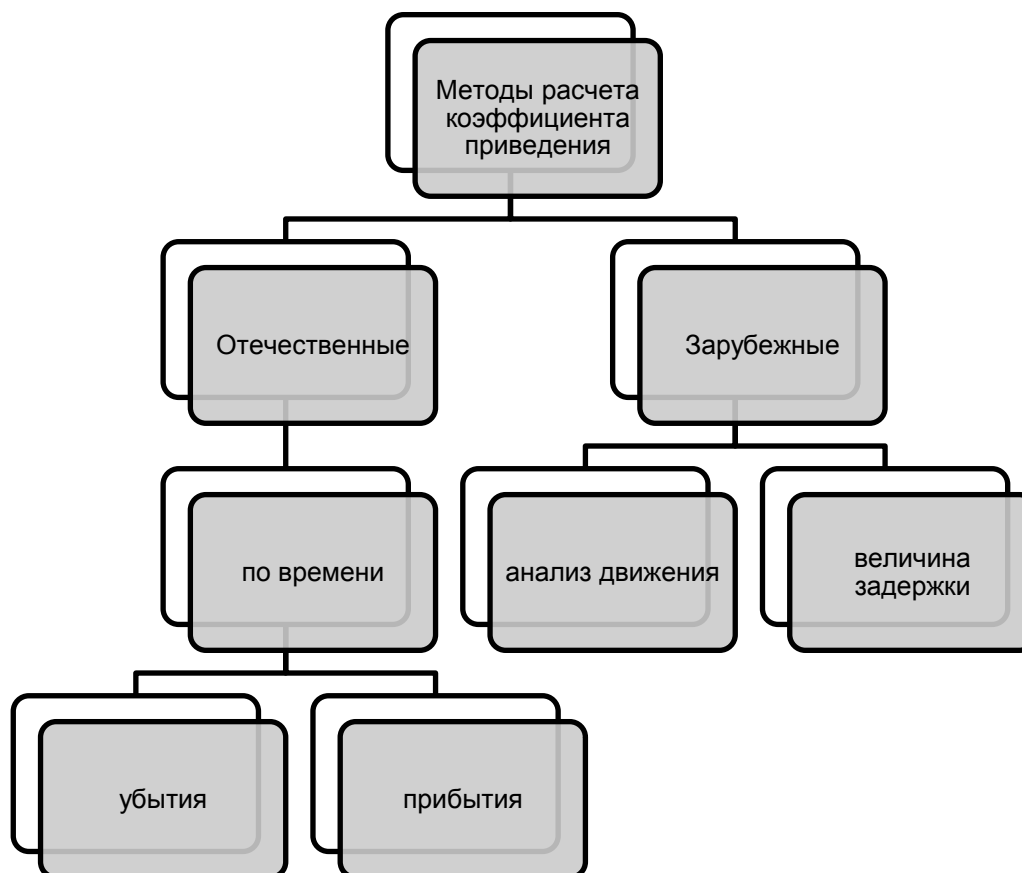 Методы расчета
коэффициента
приведения
Отечественные
Зарубежные
по времени
анализ движения
величина
задержки
убытия
прибытия